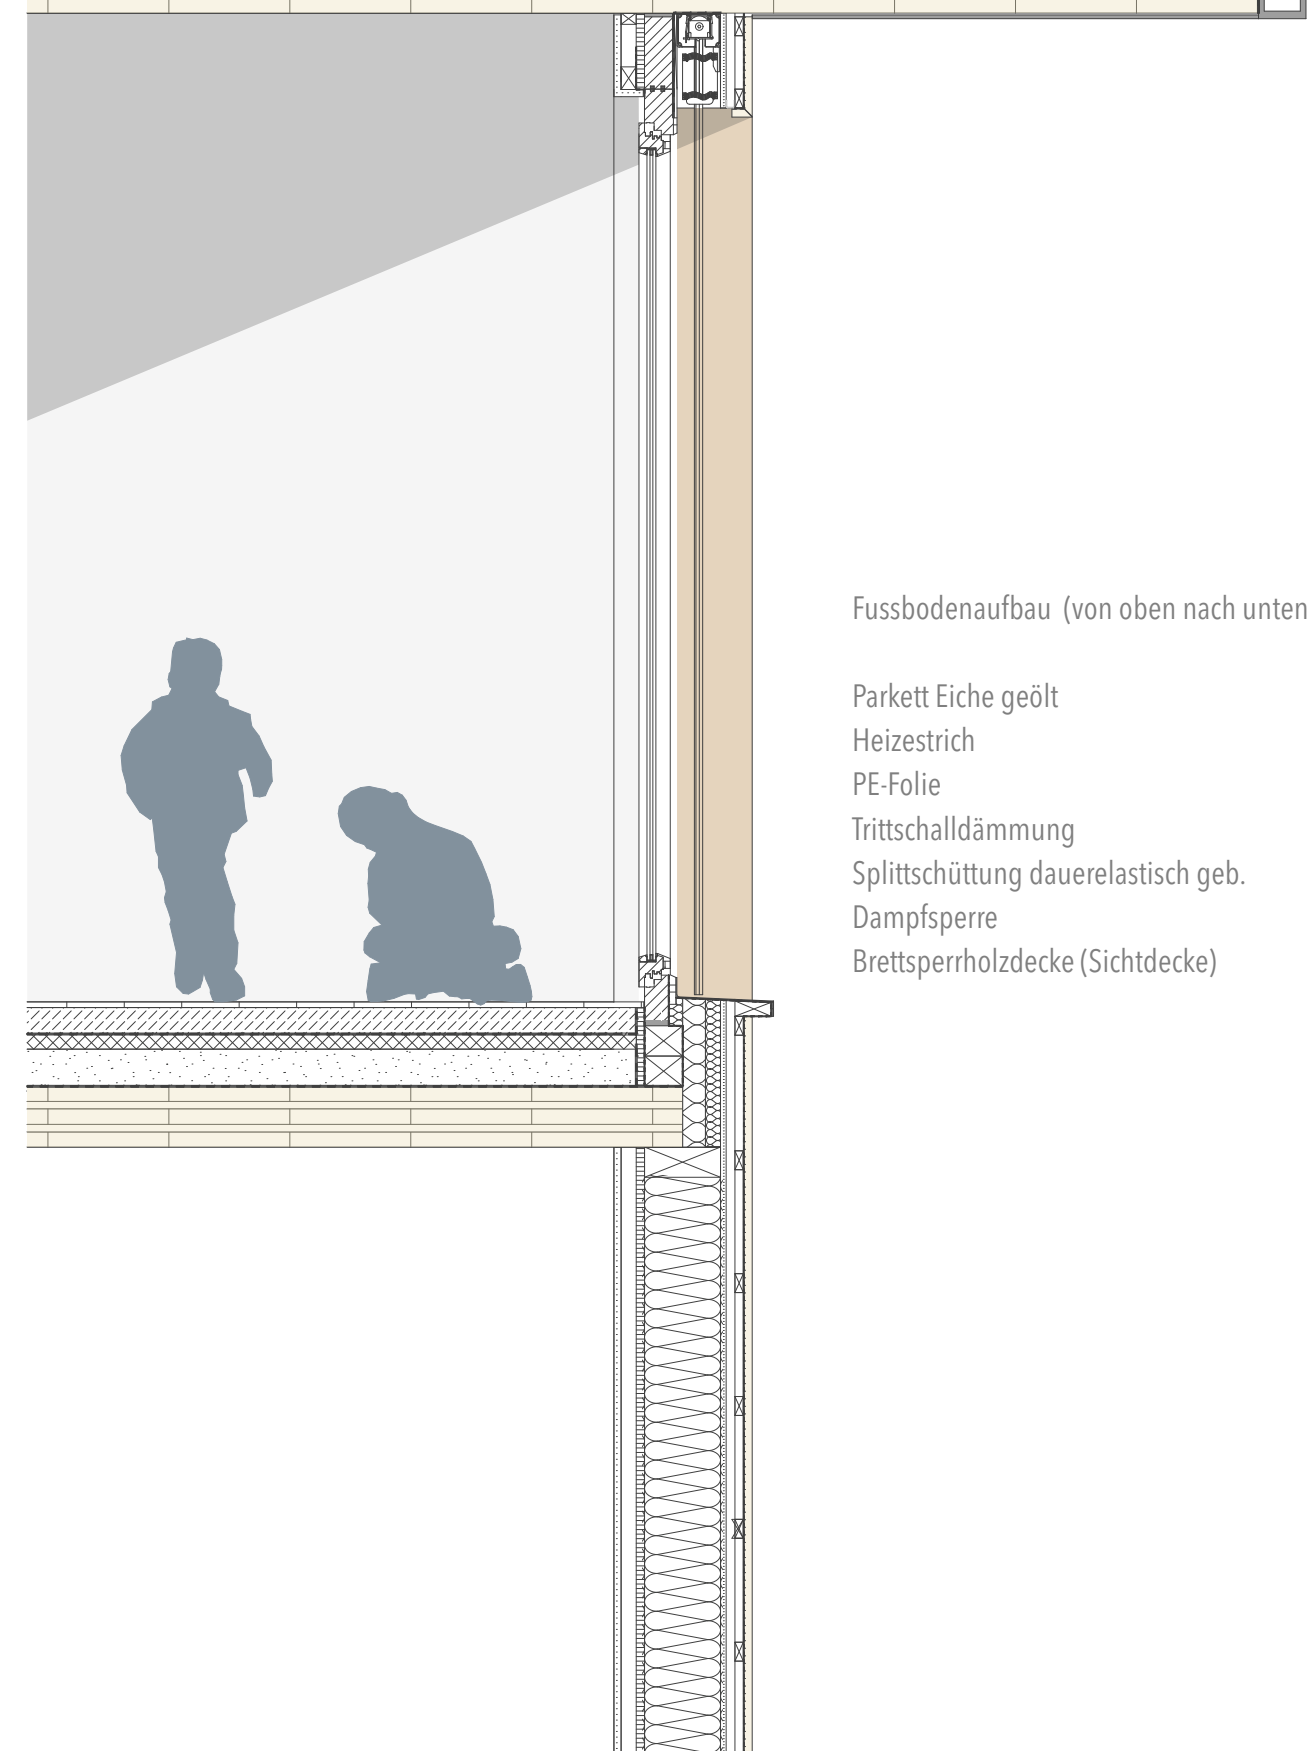 Fussbodenaufbau (von oben nach unten
Parkett Eiche geölt
Heizestrich
PE-Folie
Trittschalldämmung
Splittschüttung dauerelastisch geb.
Dampfsperre
Brettsperrholzdecke (Sichtdecke)